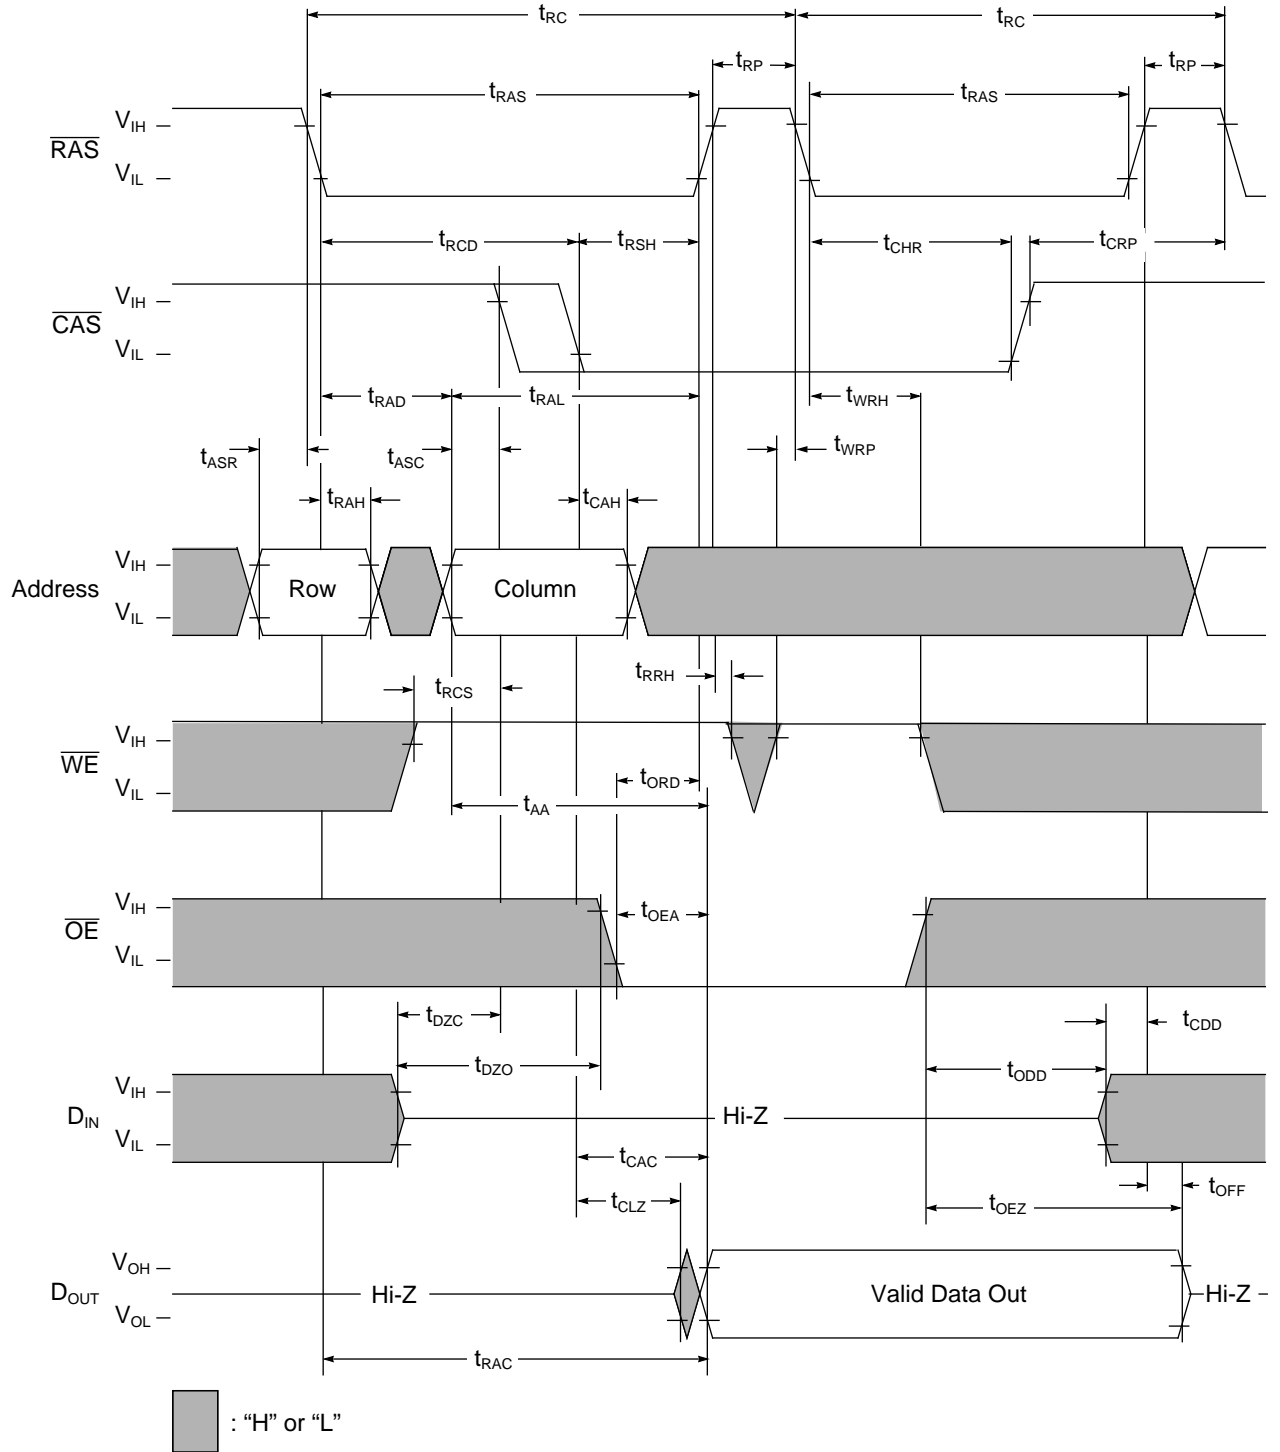 tRC tRC
tRP tRP
tRAS tRAS
VIH
RAS
VIL
tRCD tRSH tCHR tCRP
VIH
CAS
VIL
tRAD tRAL tWRH
tASR tASC tWRP
tRAH tCAH
VIH
Address Row Column
VIL
tRRH
tRCS
VIH
WE
VIL
tORD
tAA
VIH
OE tOEA
VIL
tDZC tCDD
tDZO tODD
VIH
DIN Hi-Z
VIL
tCAC
tCLZ tOEZ tOFF
VOH
DOUT Hi-Z Valid Data Out Hi-Z
VOL
tRAC
: “H” or “L”